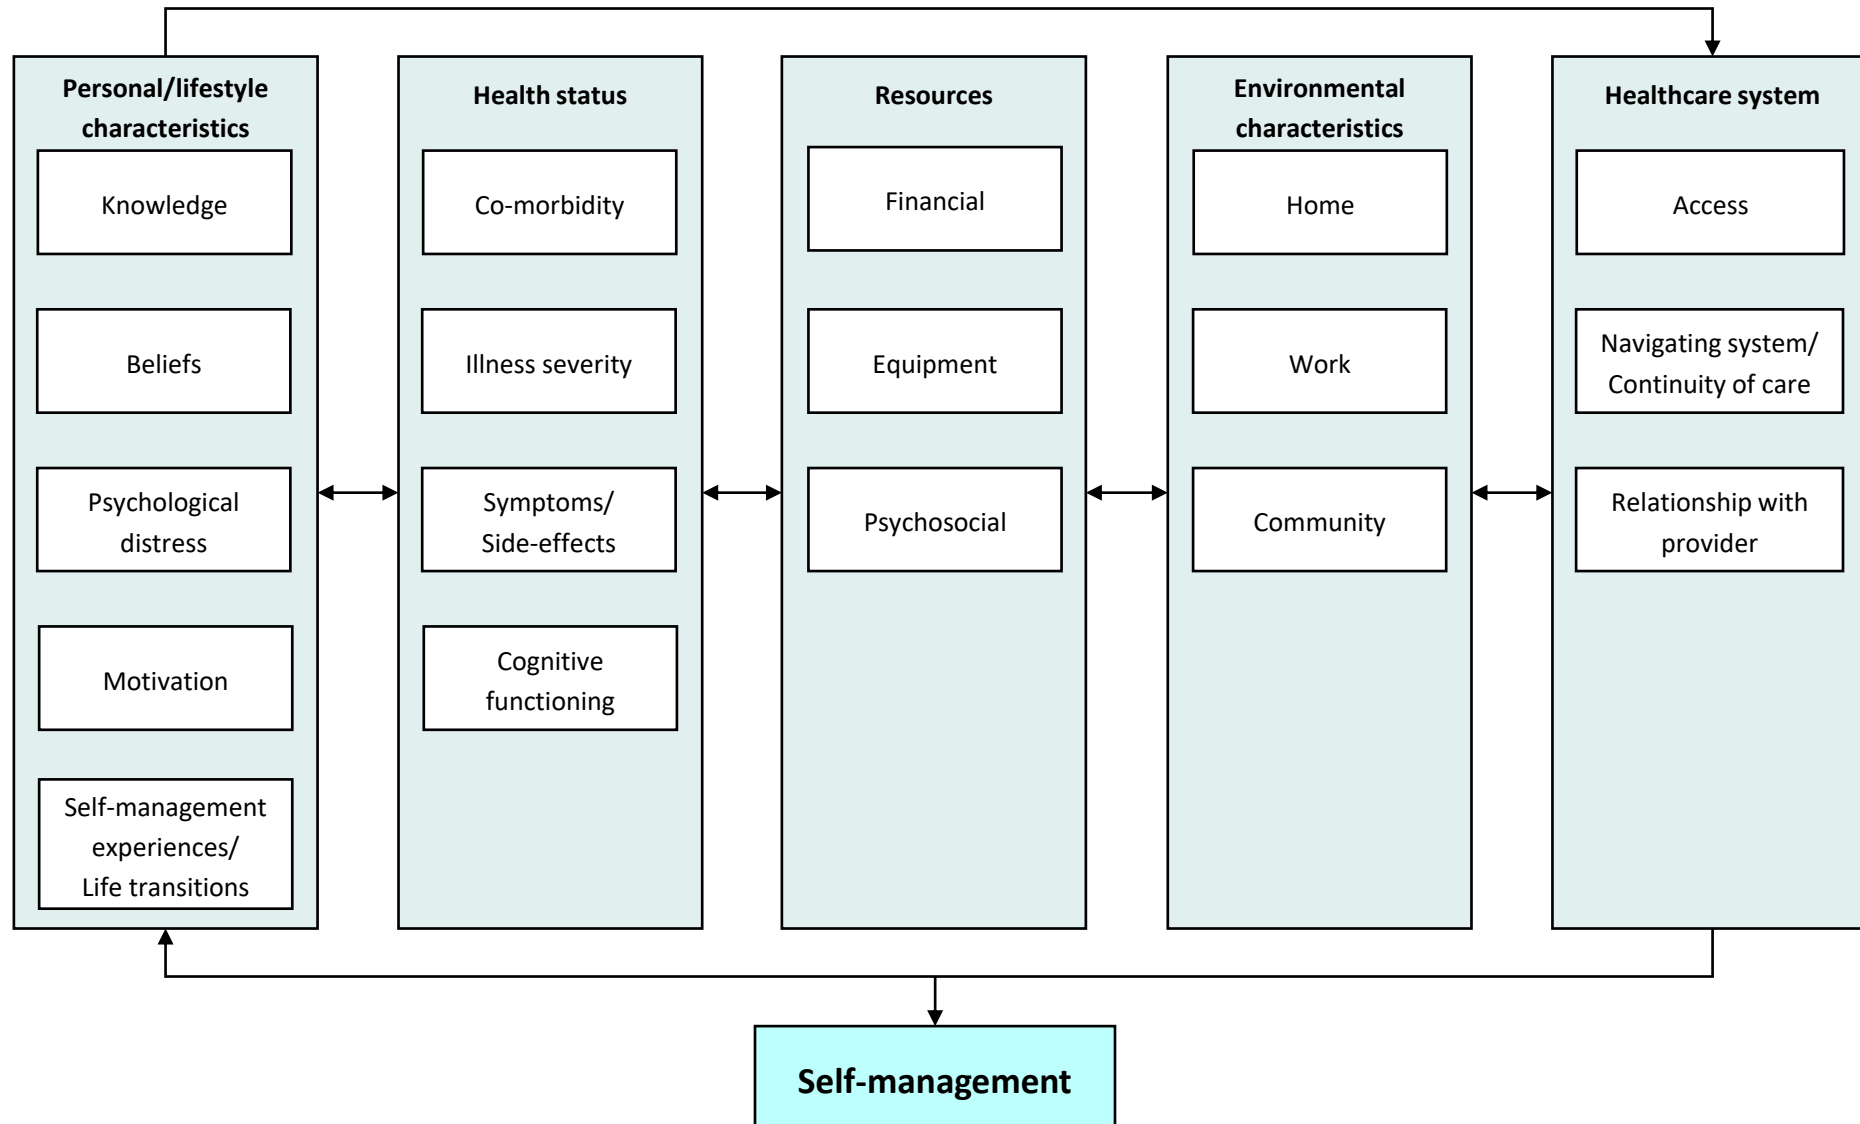 Personal/lifestyle
characteristics
Knowledge
Beliefs
Psychological
distress
Motivation
Self-management
experiences/
Life transitions
Health status
Co-morbidity
Illness severity
Symptoms/
Side-effects
Cognitive
functioning
Resources
Financial
Equipment
Psychosocial
Environmental
characteristics
Home
Work
Community
Healthcare system
Access
Navigating system/
Continuity of care
Relationship with
provider
Self-management